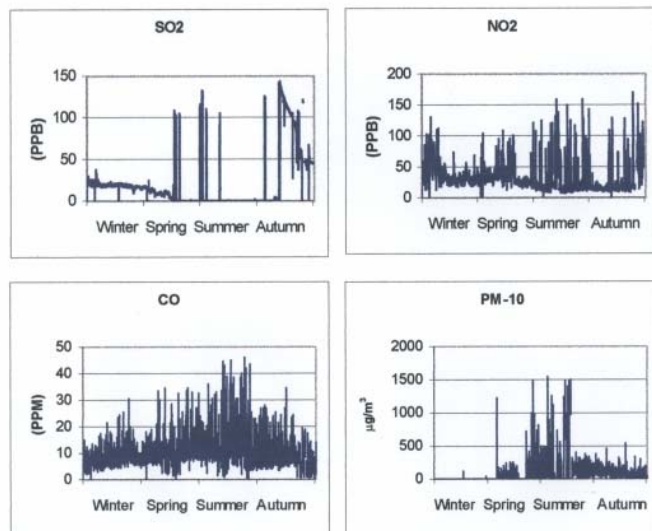 SO2
150
100
50
0
(PPB)
Winter Spring Summer Autumn
NO2
200
150
100
50
0
(PPB)
Winter Spring Summer Autumn
CO
50
40
30
20
10
0
(PPM)
Winter Spring Summer Autumn
PM-10
2000
1500
1000
500
0
µg/m³
Winter Spring Summer Autumn